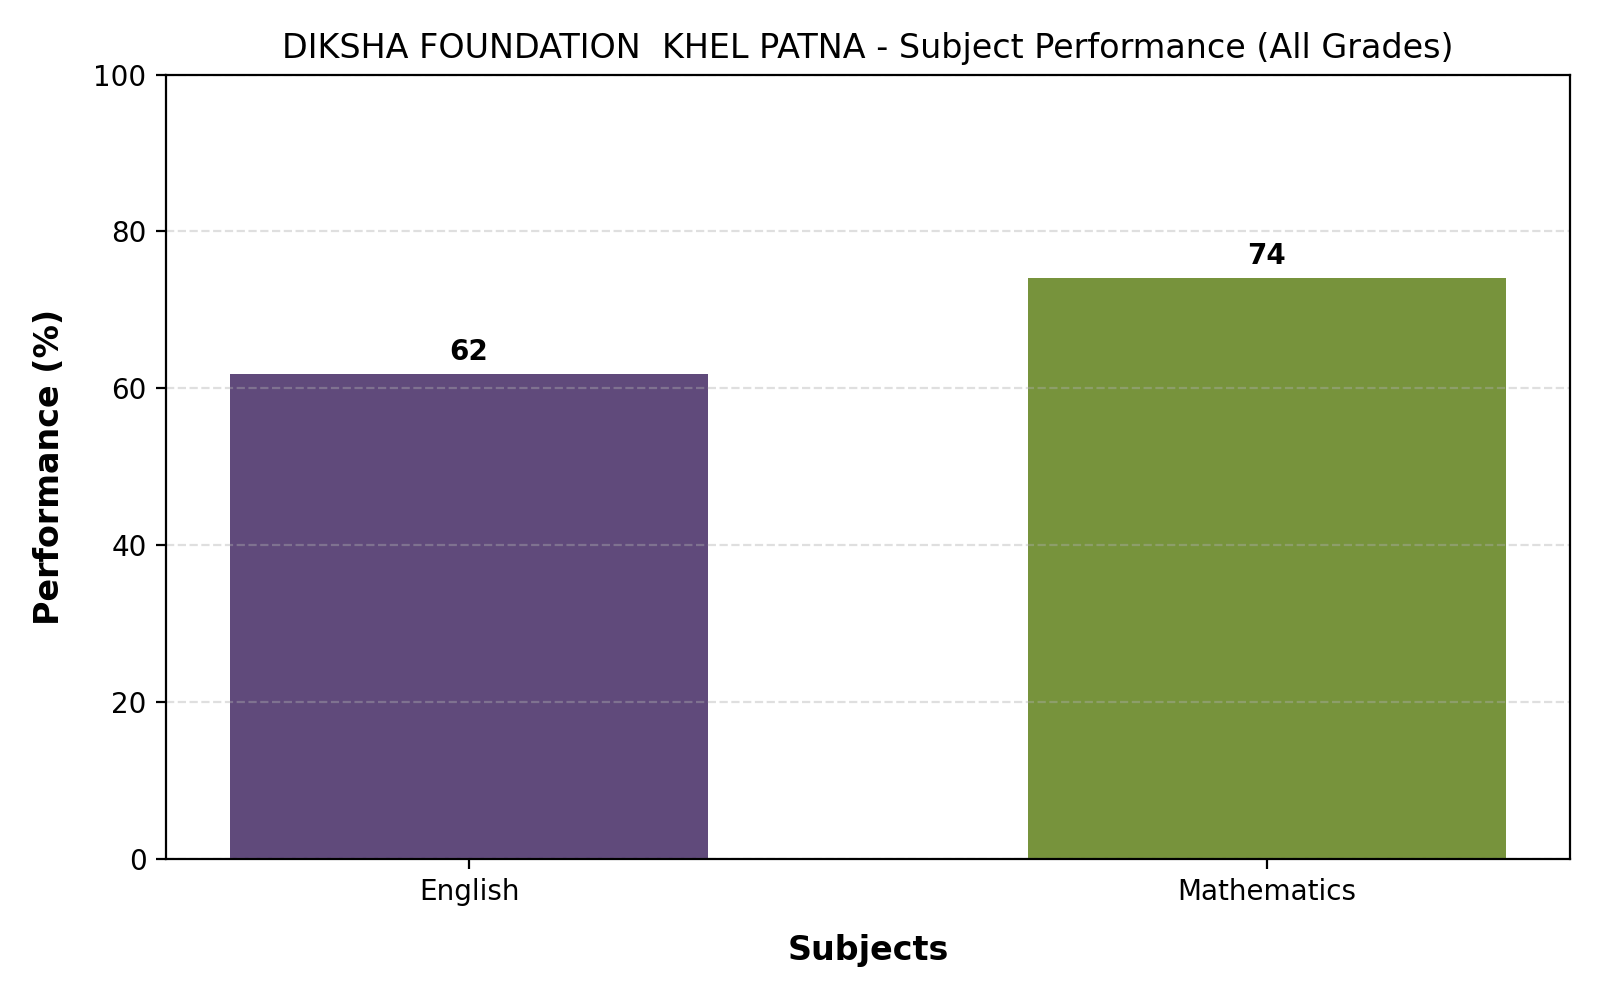 DIKSHA FOUNDATION  KHEL PATNA - Subject Performance (All Grades)
100
80
60
40
20
0
Performance (%)
62
74
English
Mathematics
Subjects